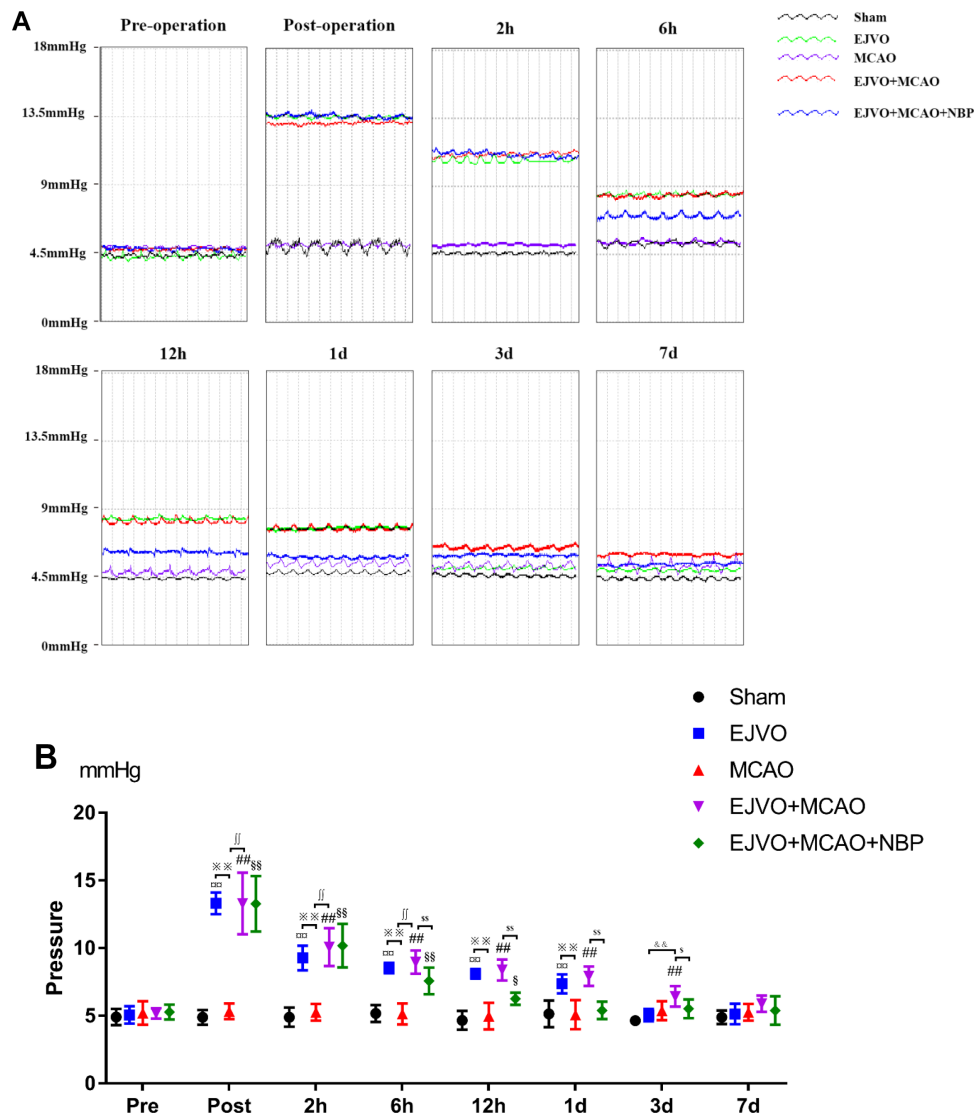 A
Pre-operation Post-operation 2h 6h
Sham
EJVO
MCAO
EJVO+MCAO
EJVO+MCAO+NBP
18mmHg
13.5mmHg
9mmHg
4.5mmHg
0mmHg
12h 1d 3d 7d
18mmHg
13.5mmHg
9mmHg
4.5mmHg
0mmHg
Sham
EJVO
MCAO
EJVO+MCAO
EJVO+MCAO+NBP
B
mmHg
Pressure
20
15
10
5
0
∫∫
※※ ## §§
¤¤
∫∫
※※ ## §§
¤¤
∫∫ $$
※※ ##
¤¤ §§
$$
※※ ##
¤¤ §
$$
※※ ##
¤¤
&& $
##
Pre Post 2h 6h 12h 1d 3d 7d